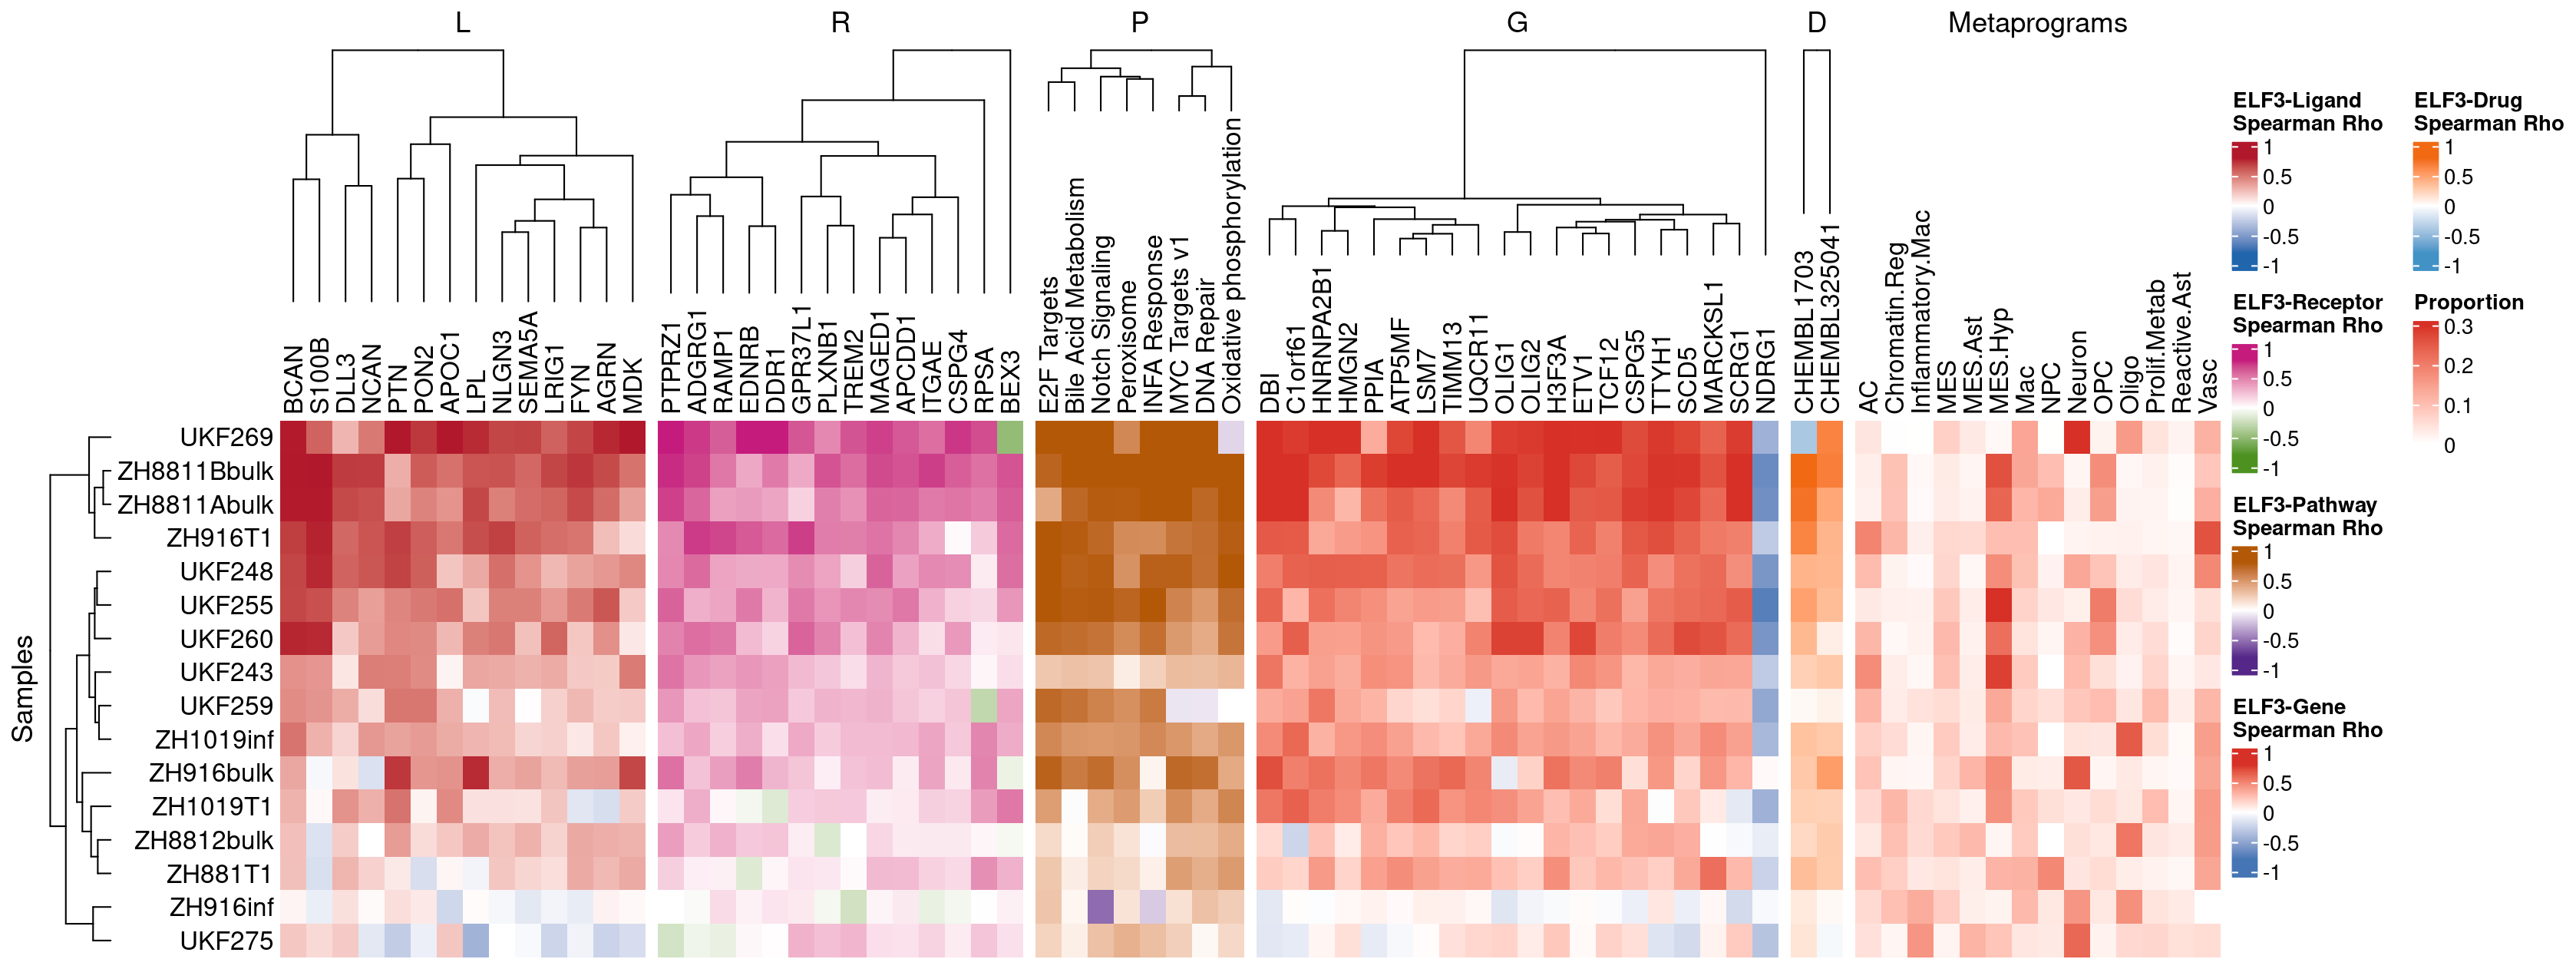 L R P G D Metaprograms
BCAN
S100B
DLL3
NCAN
PTN
PON2
APOC1
LPL
NLGN3
SEMA5A
LRIG1
FYN
AGRN
MDK
PTPRZ1
ADGRG1
RAMP1
EDNRB
DDR1
GPR37L1
PLXNB1
TREM2
MAGED1
APCDD1
ITGAE
CSPG4
RPSA
BEX3
E2F Targets
Bile Acid Metabolism
Notch Signaling
Peroxisome
INFA Response
MYC Targets v1
DNA Repair
Oxidative phosphorylation
DBI
C1orf61
HNRNPA2B1
HMGN2
PPIA
ATP5MF
LSM7
TIMM13
UQCR11
OLIG1
OLIG2
H3F3A
ETV1
TCF12
CSPG5
TTYH1
SCD5
MARCKSL1
SCRG1
NDRG1
CHEMBL1703
CHEMBL325041
AC
Chromatin.Reg
Inflammatory.Mac
MES
MES.Ast
MES.Hyp
Mac
NPC
Neuron
OPC
Oligo
Prolif.Metab
Reactive.Ast
Vasc
Samples
UKF269
ZH8811Bbulk
ZH8811Abulk
ZH916T1
UKF248
UKF255
UKF260
UKF243
UKF259
ZH1019inf
ZH916bulk
ZH1019T1
ZH8812bulk
ZH881T1
ZH916inf
UKF275
ELF3-Ligand
Spearman Rho
1
0.5
0
-0.5
-1
ELF3-Receptor
Spearman Rho
1
0.5
0
-0.5
-1
ELF3-Pathway
Spearman Rho
1
0.5
0
-0.5
-1
ELF3-Gene
Spearman Rho
1
0.5
0
-0.5
-1
ELF3-Drug
Spearman Rho
1
0.5
0
-0.5
-1
Proportion
0.3
0.2
0.1
0